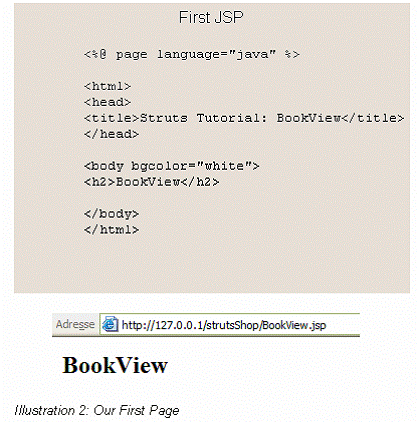 First JSP
<%@ page language="java" %>
<html>
<head>
<title>Struts Tutorial: BookView</title>
</head>
<body bgcolor="white">
<h2>BookView</h2>
</body>
</html>
Adresse http://127.0.0.1/strutsShop/BookView.jsp
BookView
Illustration 2: Our First Page